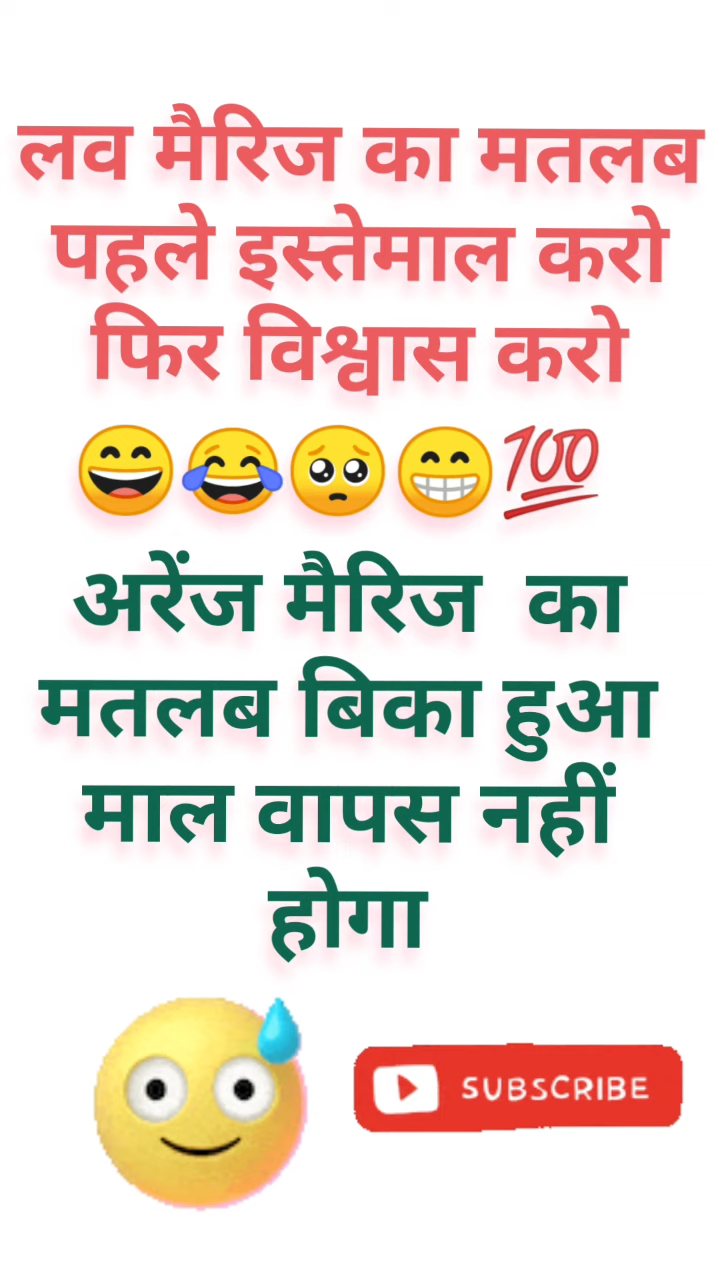 लव मैरिज का मतलब
पहले इस्तेमाल करो
फिर विश्वास करो
😄😂🥺😁💯
अरेंज मैरिज का
मतलब बिका हुआ
माल वापस नहीं
होगा
SUBSCRIBE